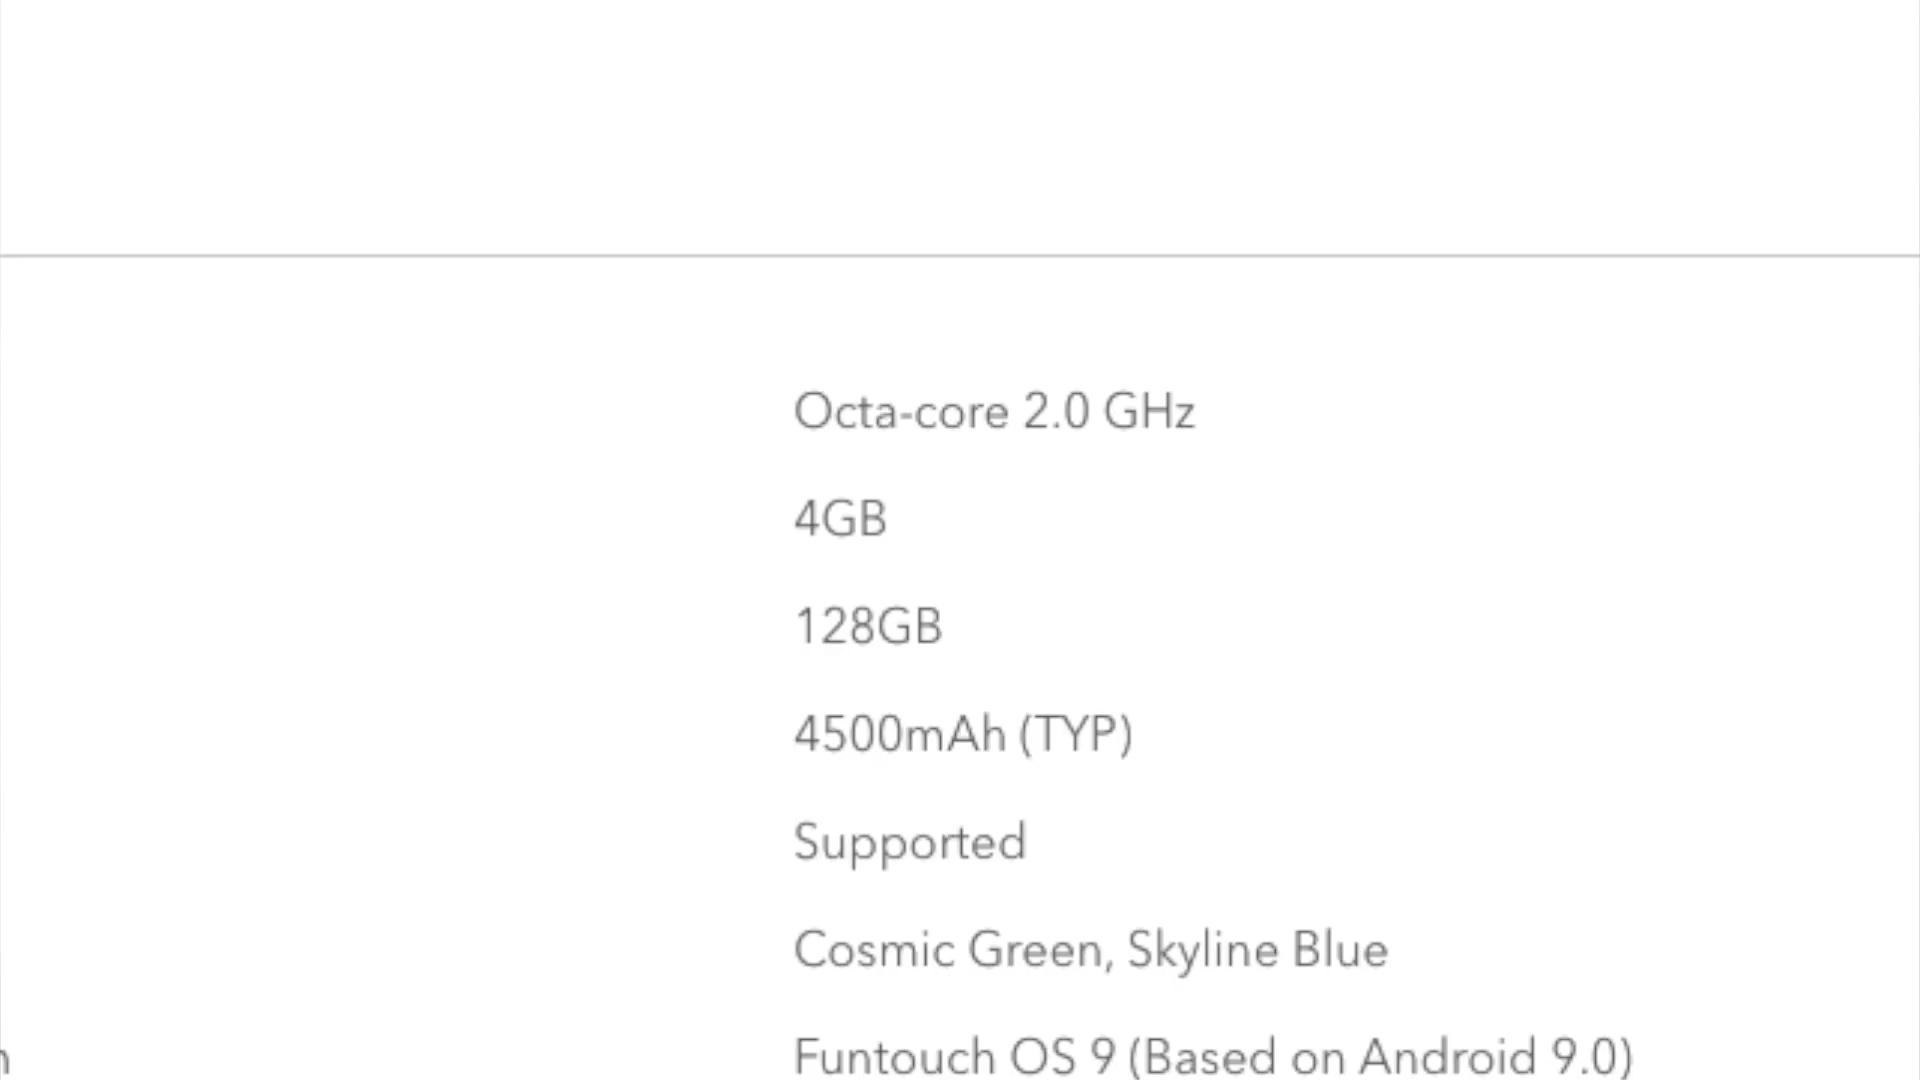 Octa-core 2.0 GHz
4GB
128GB
4500mAh (TYP)
Supported
Cosmic Green, Skyline Blue
Funtouch OS 9 (Based on Android 9.0)